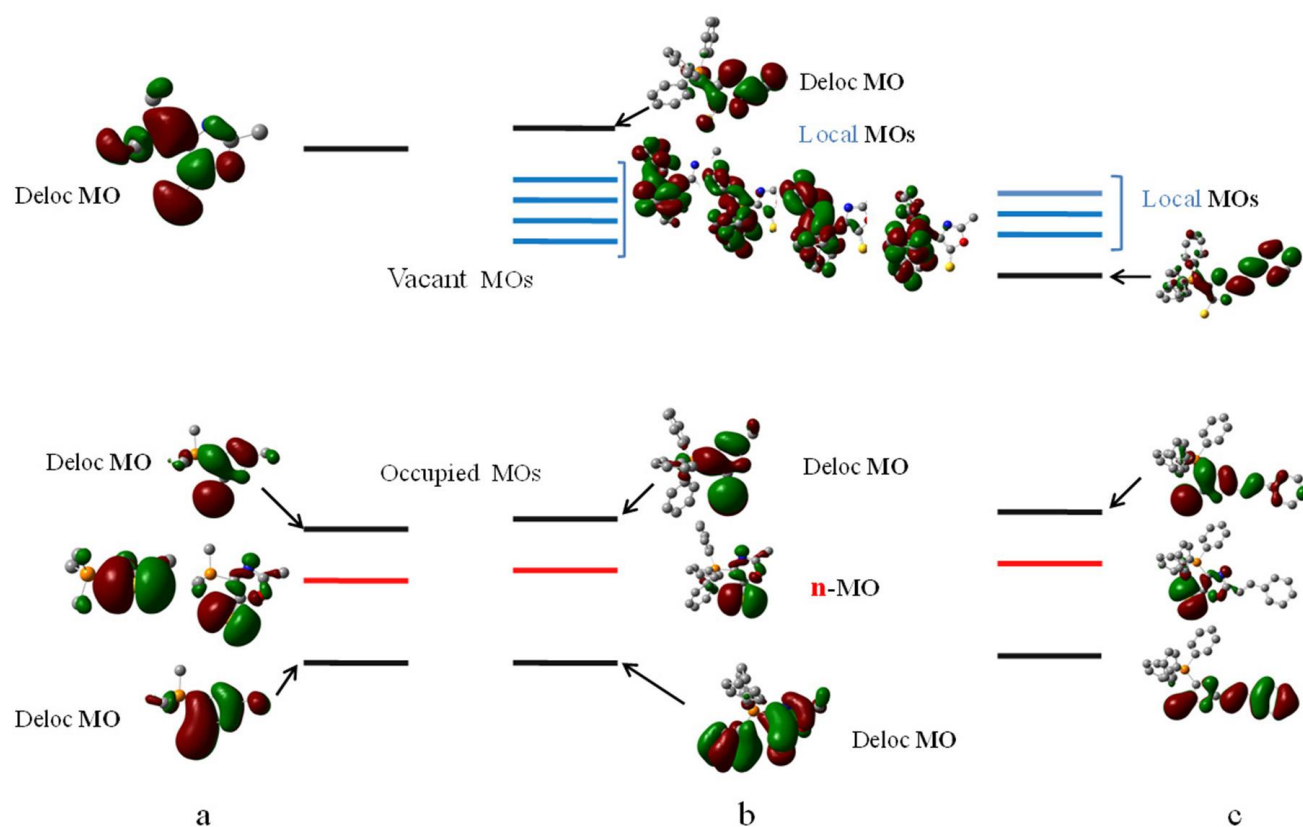 Deloc MO
Local MOs
Deloc MO
Local MOs
Vacant MOs
Deloc MO
Occupied MOs
Deloc MO
n-MO
Deloc MO
Deloc MO
a
b
c